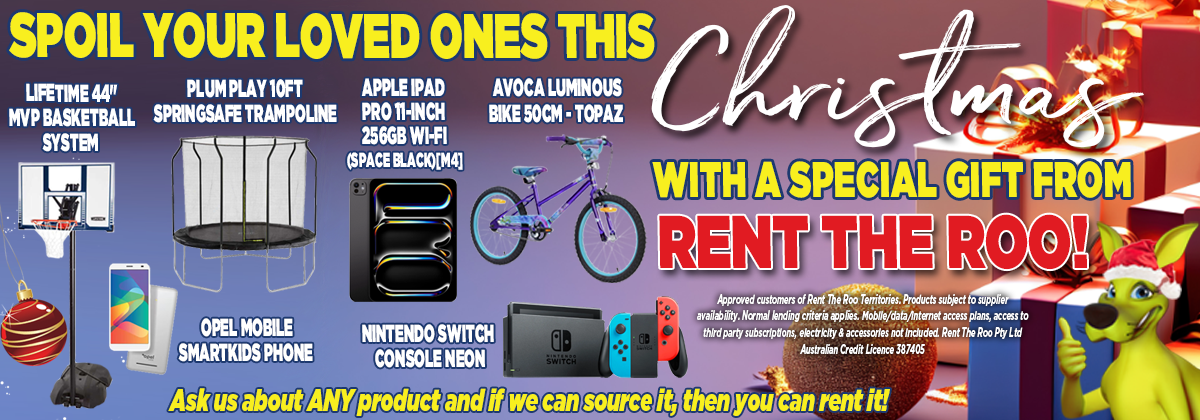 SPOIL YOUR LOVED ONES THIS
Christmas
WITH A SPECIAL GIFT FROM
RENT THE ROO!
LIFETIME 44"
MVP BASKETBALL
SYSTEM
PLUM PLAY 10FT
SPRINGSAFE TRAMPOLINE
APPLE IPAD
PRO 11-INCH
256GB WI-FI
(SPACE BLACK)[M4]
AVOCA LUMINOUS
BIKE 50CM - TOPAZ
OPEL MOBILE
SMARTKIDS PHONE
NINTENDO SWITCH
CONSOLE NEON
NINTENDO
SWITCH
Approved customers of Rent The Roo Territories. Products subject to supplier
availability. Normal lending criteria applies. Mobile/data/Internet access plans, access to
third party subscriptions, electricity & accessories not included. Rent The Roo Pty Ltd
Australian Credit Licence 387405
Ask us about ANY product and if we can source it, then you can rent it!